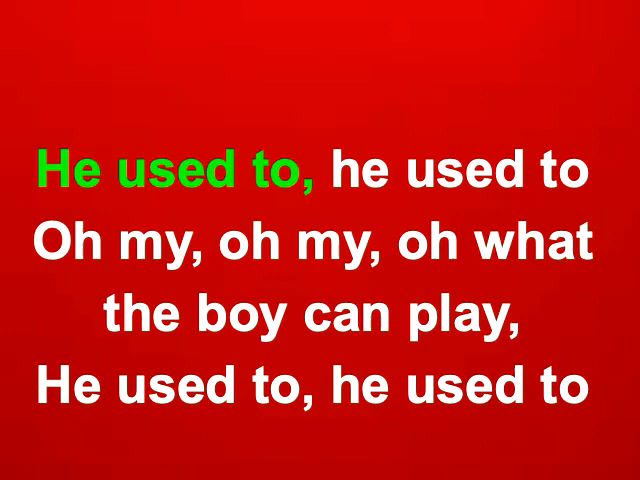 He used to, he used to
Oh my, oh my, oh what
the boy can play,
He used to, he used to